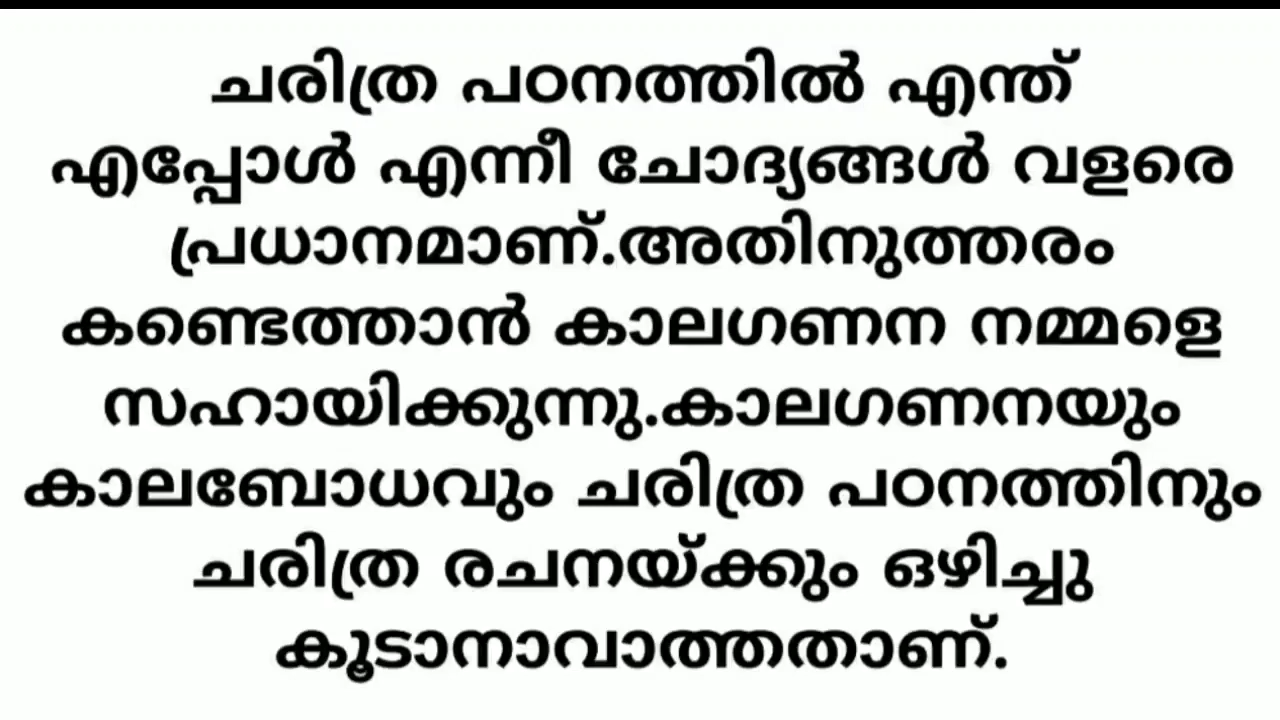 ചരിത്ര പഠനത്തിൽ എന്ത്
എപ്പോൾ എന്നീ ചോദ്യങ്ങൾ വളരെ
പ്രധാനമാണ്.അതിനുത്തരം
കണ്ടെത്താൻ കാലഗണന നമ്മളെ
സഹായിക്കുന്നു.കാലഗണനയും
കാലബോധവും ചരിത്ര പഠനത്തിനും
ചരിത്ര രചനയ്ക്കും ഒഴിച്ചു
കൂടാനാവാത്തതാണ്.